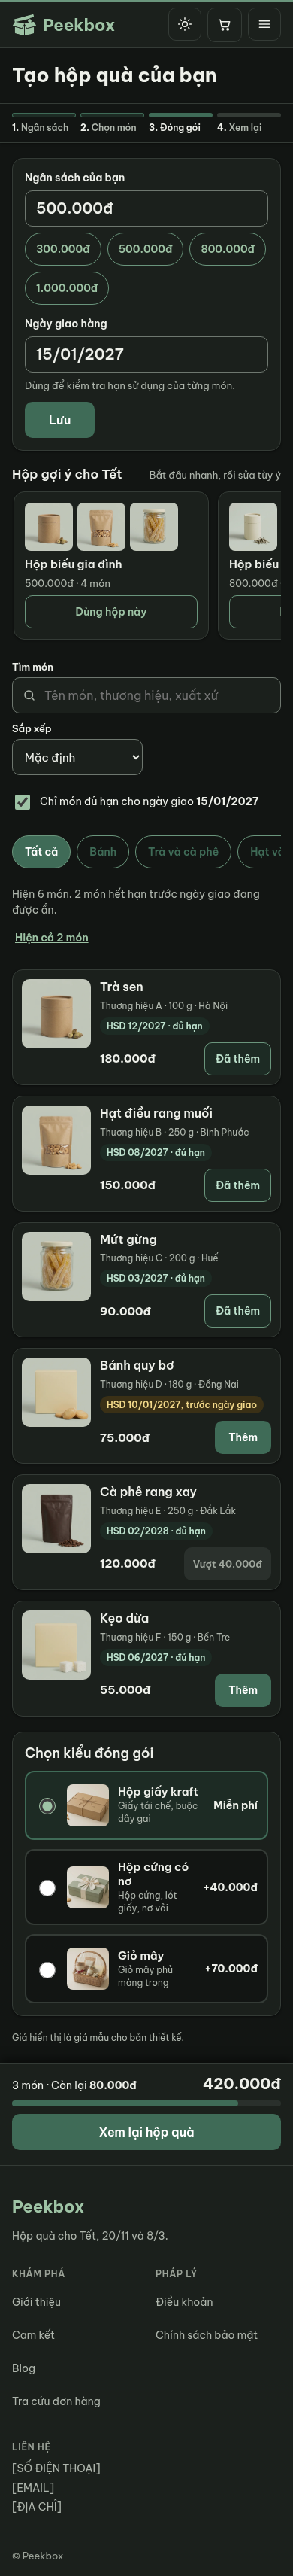 Peekbox
Tạo hộp quà của bạn
1. Ngân sách
2. Chọn món
3. Đóng gói
4. Xem lại
Ngân sách của bạn
500.000đ
300.000đ
500.000đ
800.000đ
1.000.000đ
Ngày giao hàng
15/01/2027
Dùng để kiểm tra hạn sử dụng của từng món.
Lưu
Hộp gợi ý cho Tết
Bắt đầu nhanh, rồi sửa tùy ý
Hộp biếu gia đình
500.000đ · 4 món
Dùng hộp này
Hộp biếu
800.000đ
Tìm món
Tên món, thương hiệu, xuất xứ
Sắp xếp
Mặc định
Chỉ món đủ hạn cho ngày giao 15/01/2027
Tất cả
Bánh
Trà và cà phê
Hạt và
Hiện 6 món. 2 món hết hạn trước ngày giao đang
được ẩn.
Hiện cả 2 món
Trà sen
Thương hiệu A · 100 g · Hà Nội
HSD 12/2027 · đủ hạn
180.000đ
Đã thêm
Hạt điều rang muối
Thương hiệu B · 250 g · Bình Phước
HSD 08/2027 · đủ hạn
150.000đ
Đã thêm
Mứt gừng
Thương hiệu C · 200 g · Huế
HSD 03/2027 · đủ hạn
90.000đ
Đã thêm
Bánh quy bơ
Thương hiệu D · 180 g · Đồng Nai
HSD 10/01/2027, trước ngày giao
75.000đ
Thêm
Cà phê rang xay
Thương hiệu E · 250 g · Đắk Lắk
HSD 02/2028 · đủ hạn
120.000đ
Vượt 40.000đ
Kẹo dừa
Thương hiệu F · 150 g · Bến Tre
HSD 06/2027 · đủ hạn
55.000đ
Thêm
Chọn kiểu đóng gói
Hộp giấy kraft
Giấy tái chế, buộc
dây gai
Miễn phí
Hộp cứng có
nơ
Hộp cứng, lót
giấy, nơ vải
+40.000đ
Giỏ mây
Giỏ mây phủ
màng trong
+70.000đ
Giá hiển thị là giá mẫu cho bản thiết kế.
3 món · Còn lại 80.000đ
420.000đ
Xem lại hộp quà
Peekbox
Hộp quà cho Tết, 20/11 và 8/3.
KHÁM PHÁ
Giới thiệu
Cam kết
Blog
Tra cứu đơn hàng
PHÁP LÝ
Điều khoản
Chính sách bảo mật
LIÊN HỆ
[SỐ ĐIỆN THOẠI]
[EMAIL]
[ĐỊA CHỈ]
© Peekbox